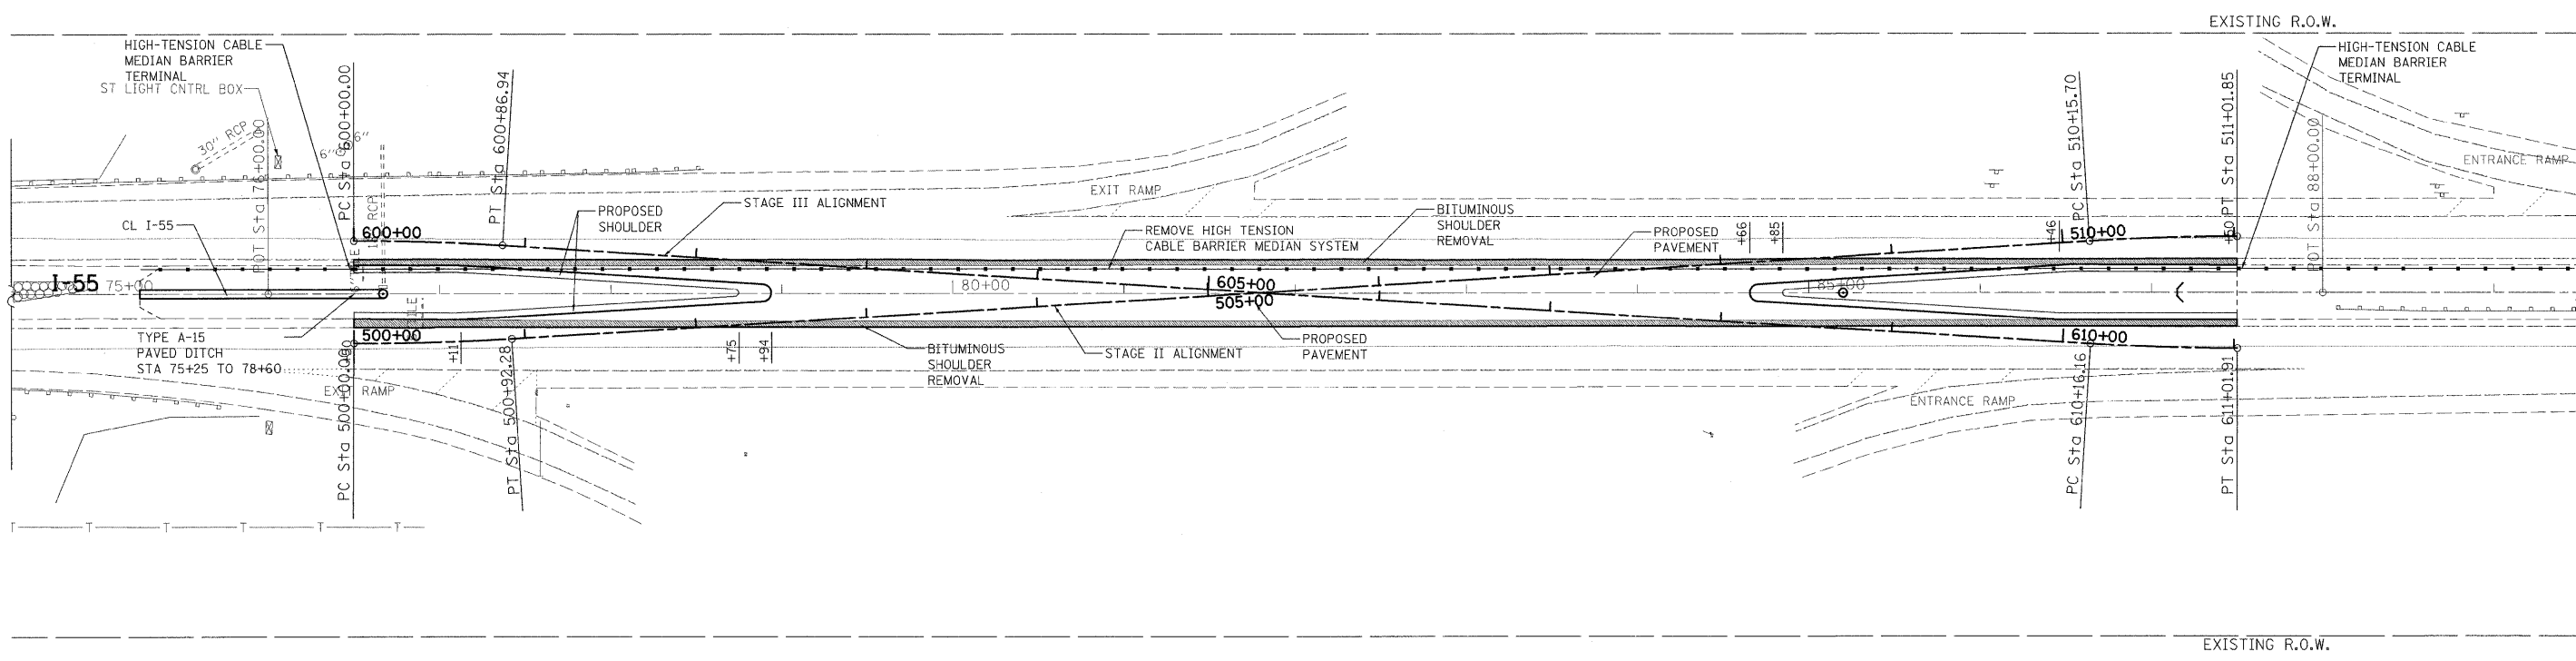 EXISTING R.O.W.
HIGH-TENSION CABLE
MEDIAN BARRIER
TERMINAL
ST LIGHT CNTRL BOX
30" RCP
6"
6"
POT Sta 76+00.00
PC Sta 600+00.00
PT Sta 600+86.94
CL I-55
I-55
75+00
600+00
PROPOSED
SHOULDER
STAGE III ALIGNMENT
EXIT RAMP
REMOVE HIGH TENSION
CABLE BARRIER MEDIAN SYSTEM
BITUMINOUS
SHOULDER
REMOVAL
PROPOSED
PAVEMENT
+66
+85
+46
PC Sta 510+15.70
510+00
+50
PT Sta 511+01.85
POT Sta 88+00.00
HIGH-TENSION CABLE
MEDIAN BARRIER
TERMINAL
ENTRANCE RAMP
80+00
605+00
505+00
85+00
TYPE A-15
PAVED DITCH
STA 75+25 TO 78+60
500+00
PC Sta 500+00.00
EXIT RAMP
+11
PT Sta 500+92.28
+75
+94
BITUMINOUS
SHOULDER
REMOVAL
STAGE II ALIGNMENT
PROPOSED
PAVEMENT
ENTRANCE RAMP
610+00
PC Sta 610+16.16
PT Sta 611+01.91
T T T T T T
EXISTING R.O.W.